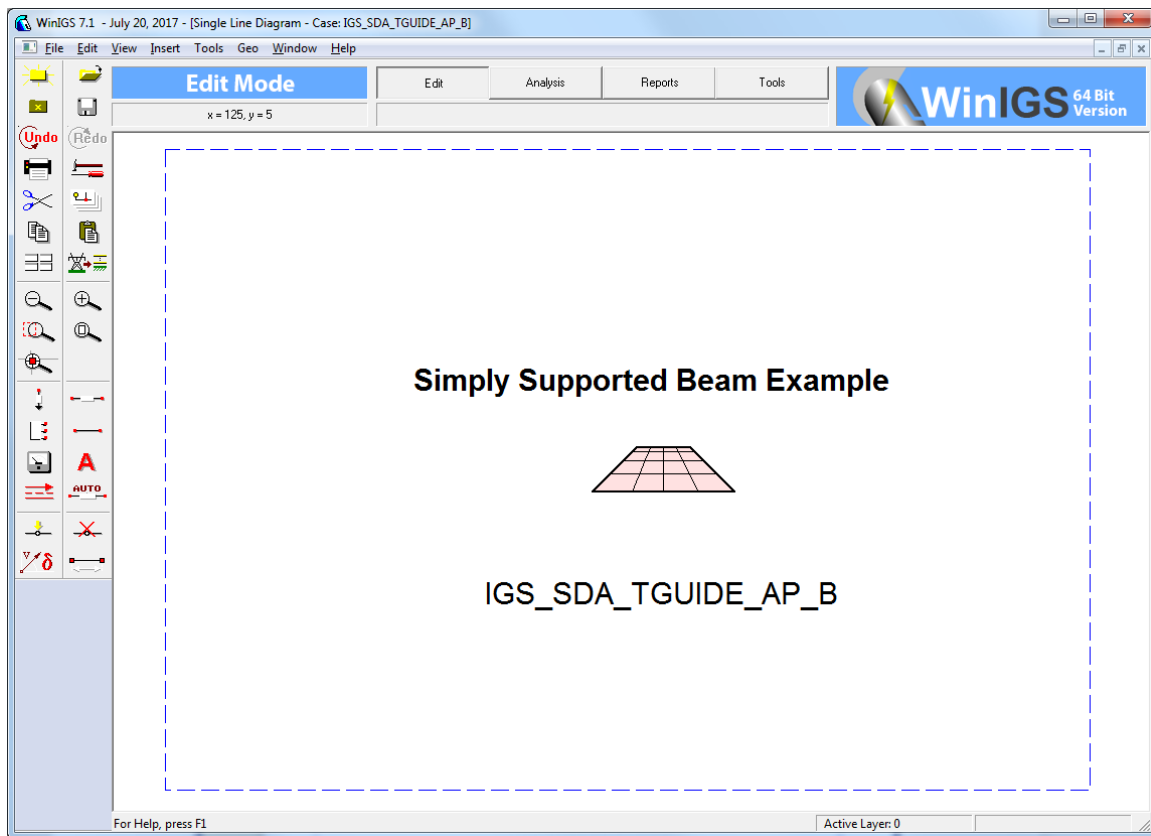 WinIGS 7.1 - July 20, 2017 - [Single Line Diagram - Case: IGS_SDA_TGUIDE_AP_B]
File Edit View Insert Tools Geo Window Help
Edit Mode
Edit Analysis Reports Tools
WinIGS 64 Bit Version
x = 125, y = 5
Undo Redo
A
AUTO
Simply Supported Beam Example
IGS_SDA_TGUIDE_AP_B
For Help, press F1
Active Layer: 0